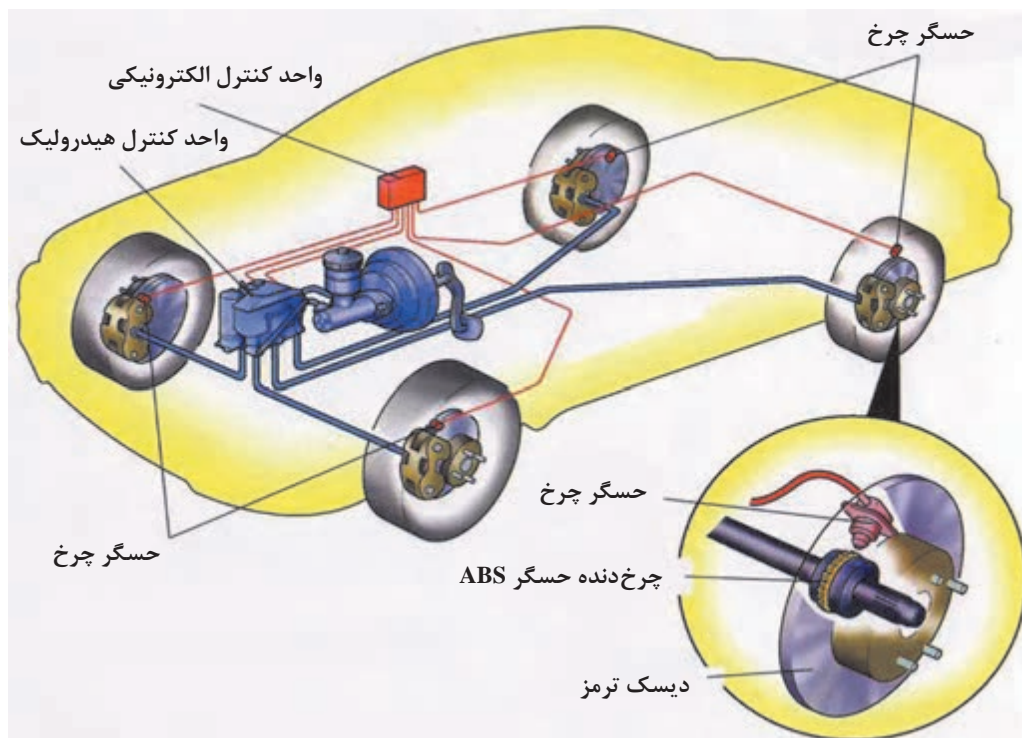 حسگر چرخ
واحد کنترل الکترونیکی
واحد کنترل هیدرولیک
حسگر چرخ
حسگر چرخ
چرخ‌دنده حسگر ABS
دیسک ترمز